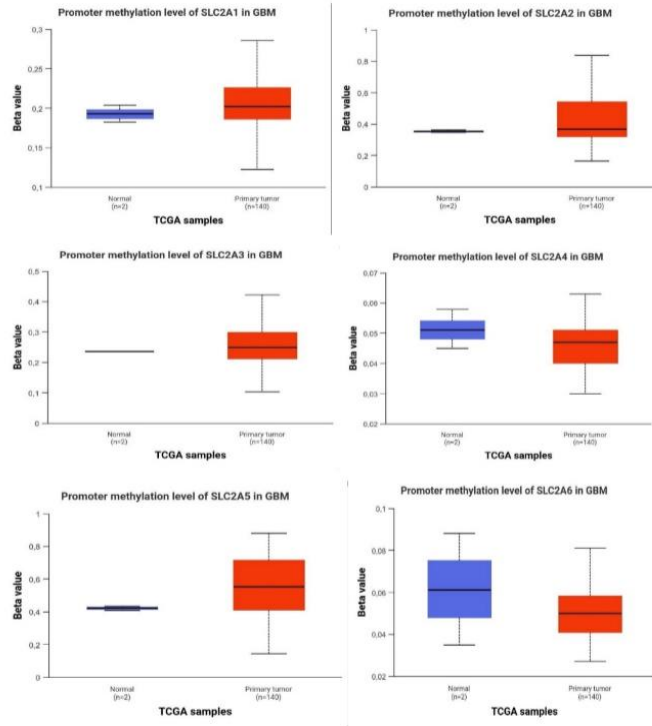 Promoter methylation level of SLC2A1 in GBM
0,3
0,25
0,2
0,15
0,1
Beta value
Normal
(n=2)
Primary tumor
(n=140)
TCGA samples
Promoter methylation level of SLC2A2 in GBM
1
0,8
0,6
0,4
0,2
0
Beta value
Normal
(n=2)
Primary tumor
(n=140)
TCGA samples
Promoter methylation level of SLC2A3 in GBM
0,5
0,4
0,3
0,2
0,1
0
Beta value
Normal
(n=2)
Primary tumor
(n=140)
TCGA samples
Promoter methylation level of SLC2A4 in GBM
0,07
0,06
0,05
0,04
0,03
0,02
Beta value
Normal
(n=2)
Primary tumor
(n=140)
TCGA samples
Promoter methylation level of SLC2A5 in GBM
1
0,8
0,6
0,4
0,2
0
Beta value
Normal
(n=2)
Primary tumor
(n=140)
TCGA samples
Promoter methylation level of SLC2A6 in GBM
0,1
0,08
0,06
0,04
0,02
Beta value
Normal
(n=2)
Primary tumor
(n=140)
TCGA samples